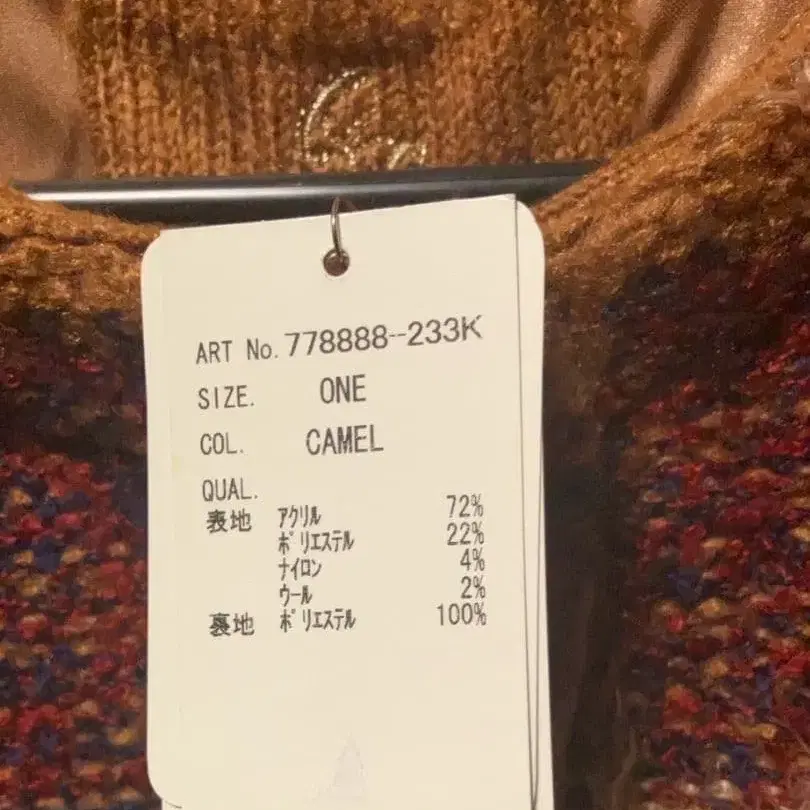 ART No. 778888--233K
SIZE. ONE
COL. CAMEL
QUAL.
表地 アクリル 72%
ポリエステル 22%
ナイロン 4%
ウール 2%
裏地 ポリエステル 100%